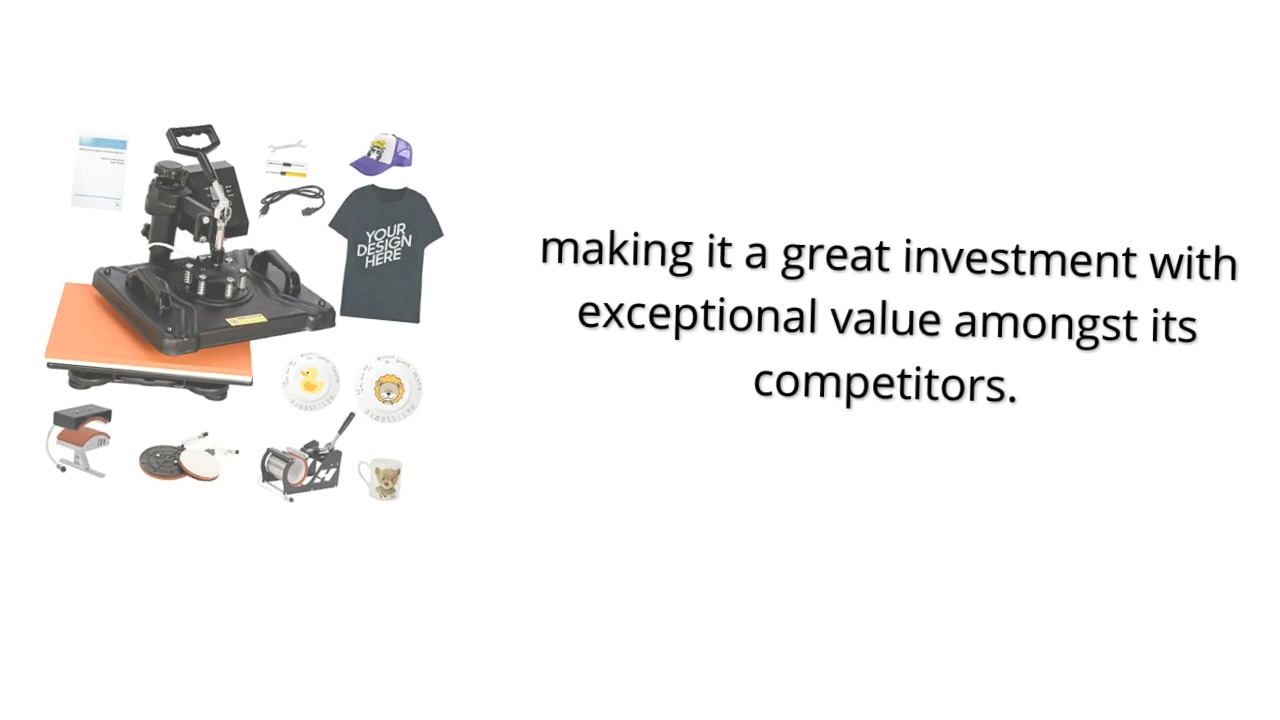 YOUR
DESIGN
HERE
making it a great investment with
exceptional value amongst its
competitors.